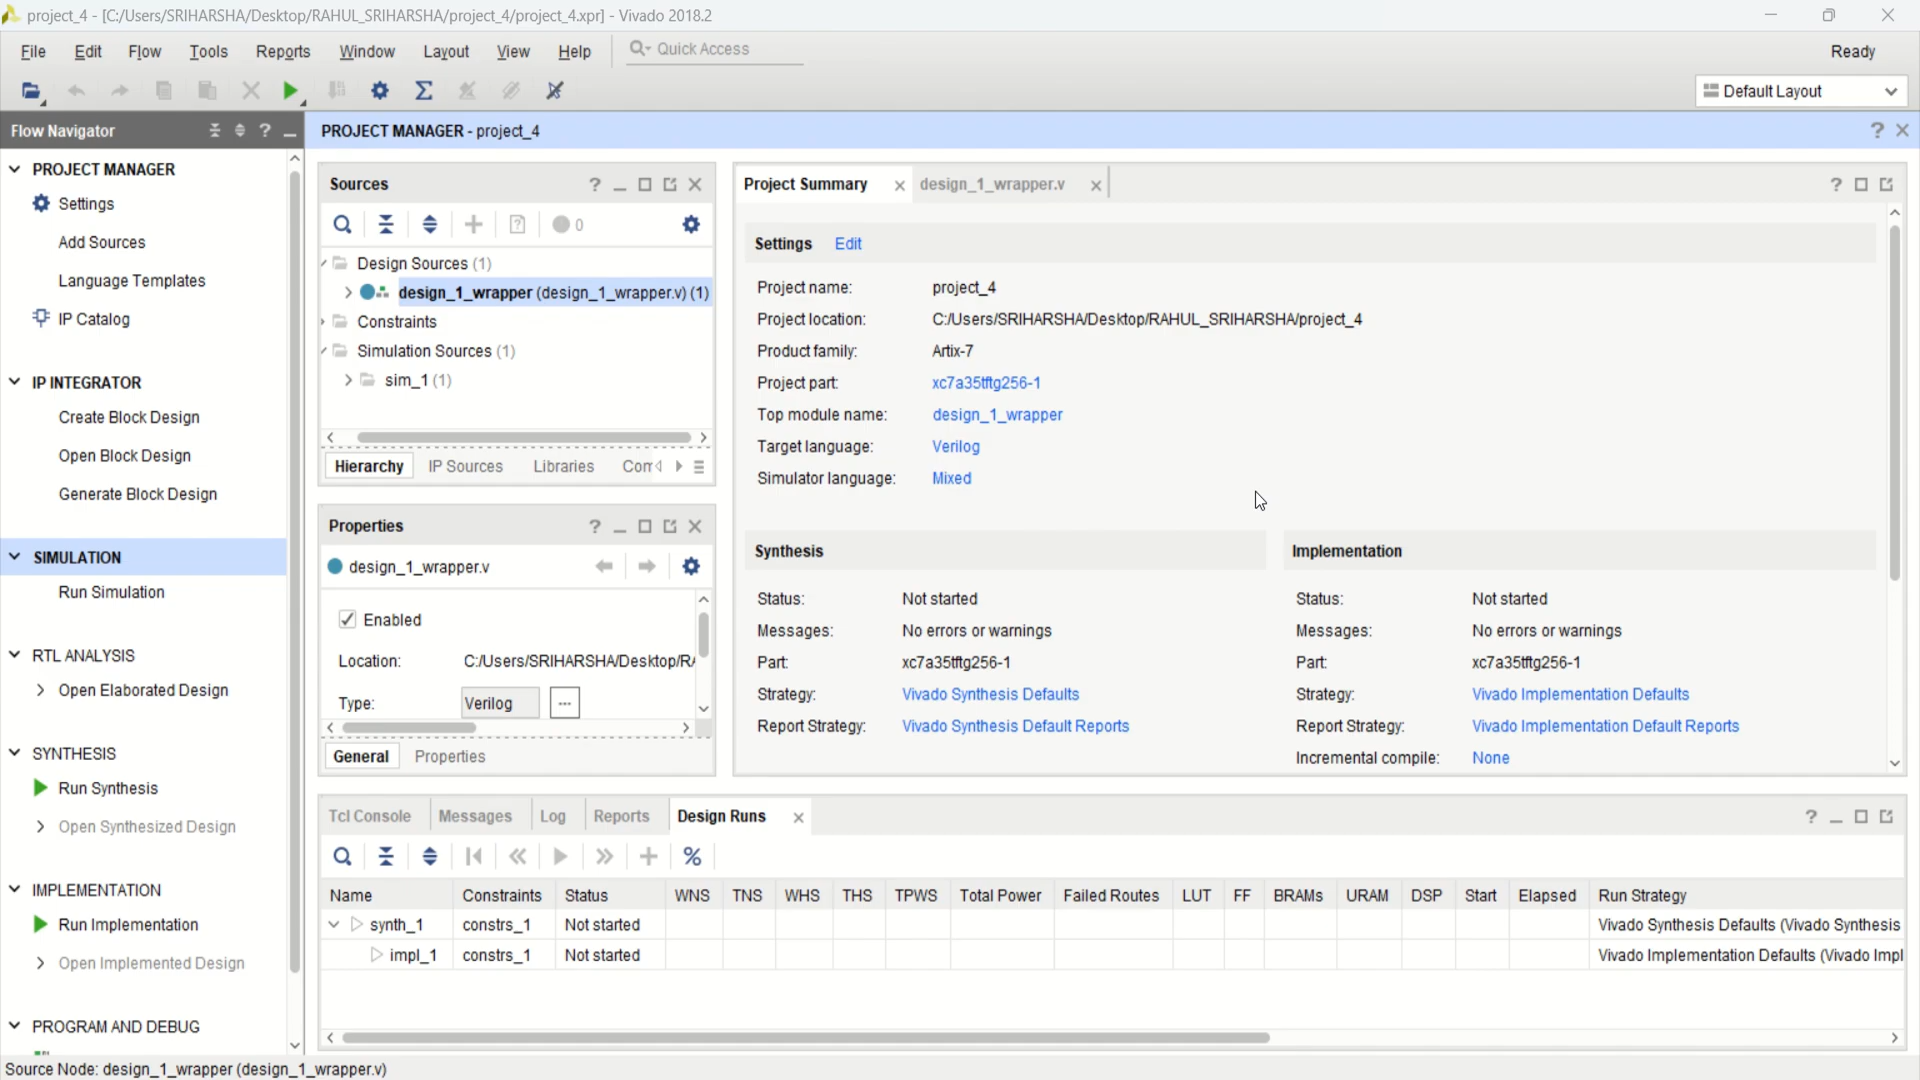 project_4 - [C:/Users/SRIHARSHA/Desktop/RAHUL_SRIHARSHA/project_4/project_4.xpr] - Vivado 2018.2
File Edit Flow Tools Reports Window Layout View Help Quick Access Ready
Default Layout
Flow Navigator
PROJECT MANAGER
Settings
Add Sources
Language Templates
IP Catalog
IP INTEGRATOR
Create Block Design
Open Block Design
Generate Block Design
SIMULATION
Run Simulation
RTL ANALYSIS
Open Elaborated Design
SYNTHESIS
Run Synthesis
Open Synthesized Design
IMPLEMENTATION
Run Implementation
Open Implemented Design
PROGRAM AND DEBUG
PROJECT MANAGER - project_4
Sources
0
Design Sources (1)
design_1_wrapper (design_1_wrapper.v) (1)
Constraints
Simulation Sources (1)
sim_1 (1)
Hierarchy IP Sources Libraries Com
Properties
design_1_wrapper.v
Enabled
Location: C:/Users/SRIHARSHA/Desktop/RA
Type: Verilog ...
General Properties
Project Summary design_1_wrapper.v
Settings Edit
Project name: project_4
Project location: C:/Users/SRIHARSHA/Desktop/RAHUL_SRIHARSHA/project_4
Product family: Artix-7
Project part: xc7a35tftg256-1
Top module name: design_1_wrapper
Target language: Verilog
Simulator language: Mixed
Synthesis
Status: Not started
Messages: No errors or warnings
Part: xc7a35tftg256-1
Strategy: Vivado Synthesis Defaults
Report Strategy: Vivado Synthesis Default Reports
Implementation
Status: Not started
Messages: No errors or warnings
Part: xc7a35tftg256-1
Strategy: Vivado Implementation Defaults
Report Strategy: Vivado Implementation Default Reports
Incremental compile: None
Tcl Console Messages Log Reports Design Runs
Name Constraints Status WNS TNS WHS THS TPWS Total Power Failed Routes LUT FF BRAMs URAM DSP Start Elapsed Run Strategy
synth_1 constrs_1 Not started Vivado Synthesis Defaults (Vivado Synthesis
impl_1 constrs_1 Not started Vivado Implementation Defaults (Vivado Impl
Source Node: design_1_wrapper (design_1_wrapper.v)